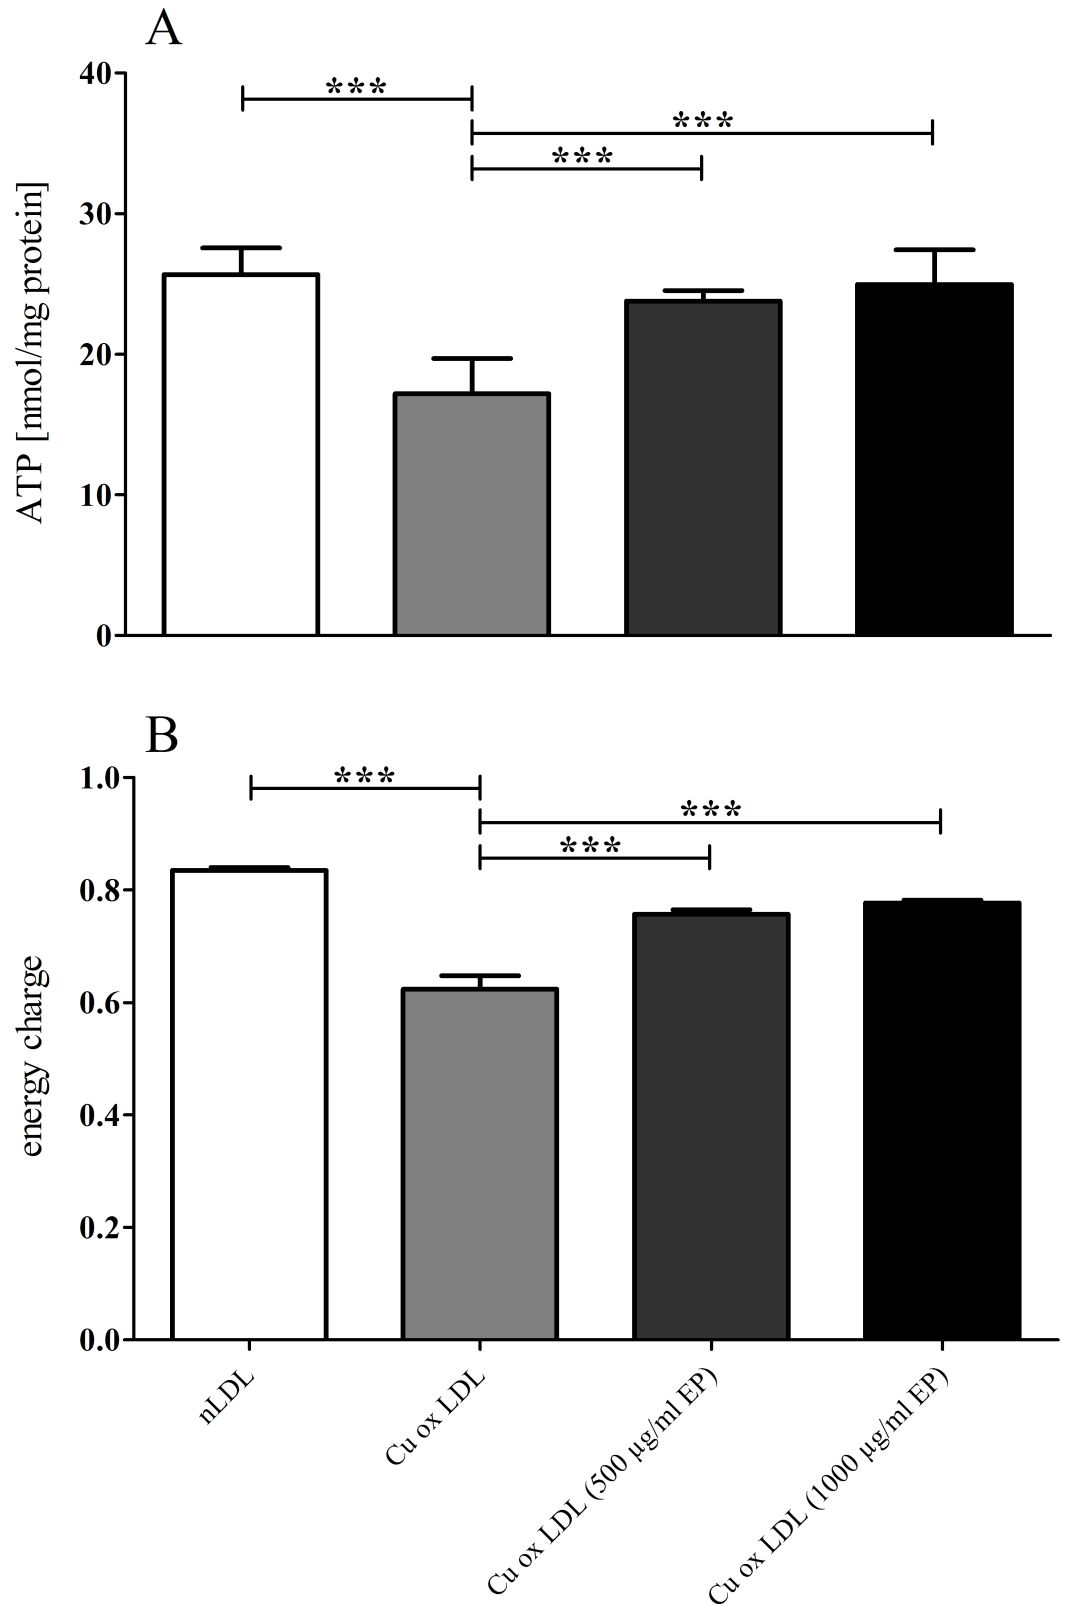 A
40
30
20
10
0
ATP [nmol/mg protein]
***
***
***
B
1.0
0.8
0.6
0.4
0.2
0.0
energy charge
***
***
***
nLDL
Cu ox LDL
Cu ox LDL (500 µg/ml EP)
Cu ox LDL (1000 µg/ml EP)